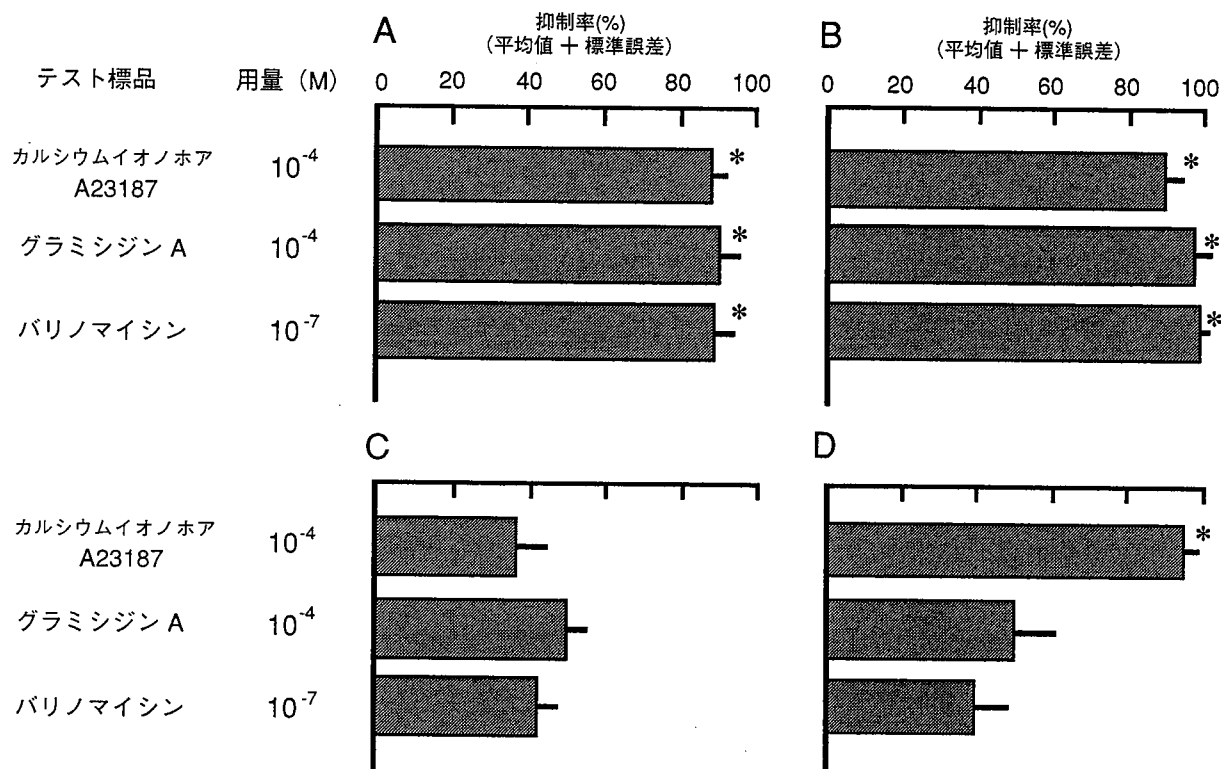 A
抑制率(%)
(平均値 + 標準誤差)
B
抑制率(%)
(平均値 + 標準誤差)
テスト標品
用量 (M)
0 20 40 60 80 100
0 20 40 60 80 100
カルシウムイオノホア
A23187
10⁻⁴
*
*
グラミシジン A
10⁻⁴
*
*
バリノマイシン
10⁻⁷
*
*
C
D
カルシウムイオノホア
A23187
10⁻⁴
*
グラミシジン A
10⁻⁴
バリノマイシン
10⁻⁷